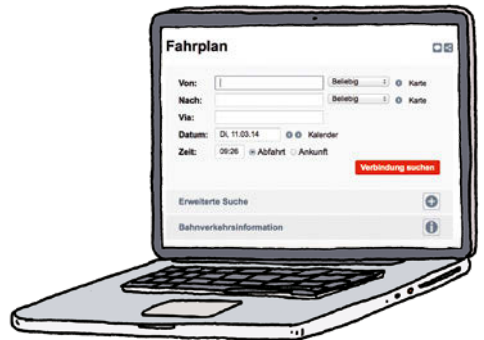 Fahrplan
Von: Beliebig Karte
Nach: Beliebig Karte
Via:
Datum: Di, 11.03.14 Kalender
Zeit: 09:26 Abfahrt Ankunft
Verbindung suchen
Erweiterte Suche
Bahnverkehrsinformation